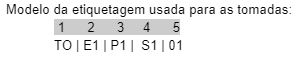 Modelo da etiquetagem usada para as tomadas:
1 2 3 4 5
TO | E1 | P1 | S1 | 01